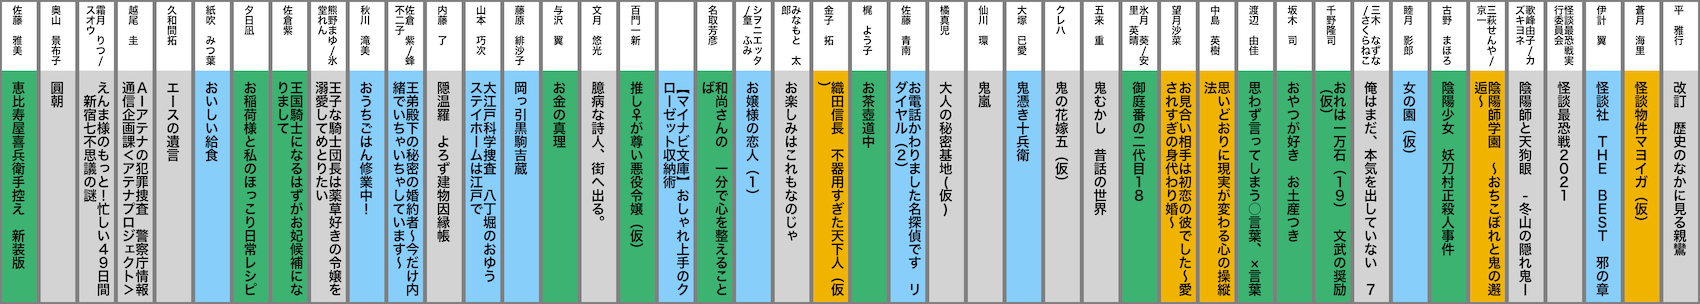 平　雅行
改訂　歴史のなかに見る親鸞
蒼月　海里
怪談物件マヨイガ（仮）
伊計　翼
怪談社　ＴＨＥ　ＢＥＳＴ　邪の章
怪談最恐戦実
行委員会
怪談最恐戦２０２１
歌峰由子／カ
ズキヨネ
陰陽師と天狗眼　‐冬山の隠れ鬼ー
三萩せんや／
京一
陰陽師学園　～おちこぼれと鬼の邂
逅～
古野　まほろ
陰陽少女　妖刀村正殺人事件
睦月　影郎
女の園（仮）
三木　なずな
／さくらねこ
俺はまだ、本気を出していない　７
千野隆司
おれは一万石（１９）　文武の奨励
（仮）
坂木　司
おやつが好き　お土産つき
渡辺　由佳
思わず言ってしまう○言葉、×言葉
中島　英樹
思いどおりに現実が変わる心の操縦
法
望月沙菜
お見合い相手は初恋の彼でした～愛
されすぎの身代わり婚～
氷月　葵／安
里　英晴
御庭番の二代目１８
五来　重
鬼むかし　昔話の世界
クレハ
鬼の花嫁五（仮）
大塚　已愛
鬼憑き十兵衛
仙川　環
鬼嵐
橘真児
大人の秘密基地（仮）
佐藤　青南
お電話かわりました名探偵です　リ
ダイヤル（２）
梶　よう子
お茶壺道中
金子　拓
織田信長　不器用すぎた天下人（仮
）
みなもと　太
郎
お楽しみはこれもなのじゃ
シヲニエッタ
／篁　ふみ
お嬢様の恋人（１）
名取芳彦
和尚さんの　一分で心を整えること
ば
【マイナビ文庫】おしゃれ上手のク
ローゼット収納術
百門一新
推し♀が尊い悪役令嬢（仮）
文月　悠光
臆病な詩人、街へ出る。
与沢　翼
お金の真理
藤原　緋沙子
岡っ引黒駒吉蔵
山本　巧次
大江戸科学捜査　八丁堀のおゆう
ステイホームは江戸で
内藤　了
隠温羅　よろず建物因縁帳
佐倉　紫／蜂
不二子
王弟殿下の秘密の婚約者～今だけ内
緒でいちゃいちゃしています～
秋川　滝美
おうちごはん修業中！
熊野まゆ／氷
堂れん
王子な騎士団長は薬草好きの令嬢を
溺愛してめとりたい
佐倉紫
王国騎士になるはずがお妃候補にな
りまして
夕日凪
お稲荷様と私のほっこり日常レシピ
紙吹　みつ葉
おいしい給食
久和間拓
エースの遺言
越尾　圭
ＡＩアテナの犯罪捜査　警察庁情報
通信企画課＜アテナプロジェクト＞
霜月　りつ／
スオウ
えんま様のもっと！忙しい４９日間
新宿七不思議の謎
奥山　景布子
圓朝
佐藤　雅美
恵比寿屋喜兵衛手控え　新装版